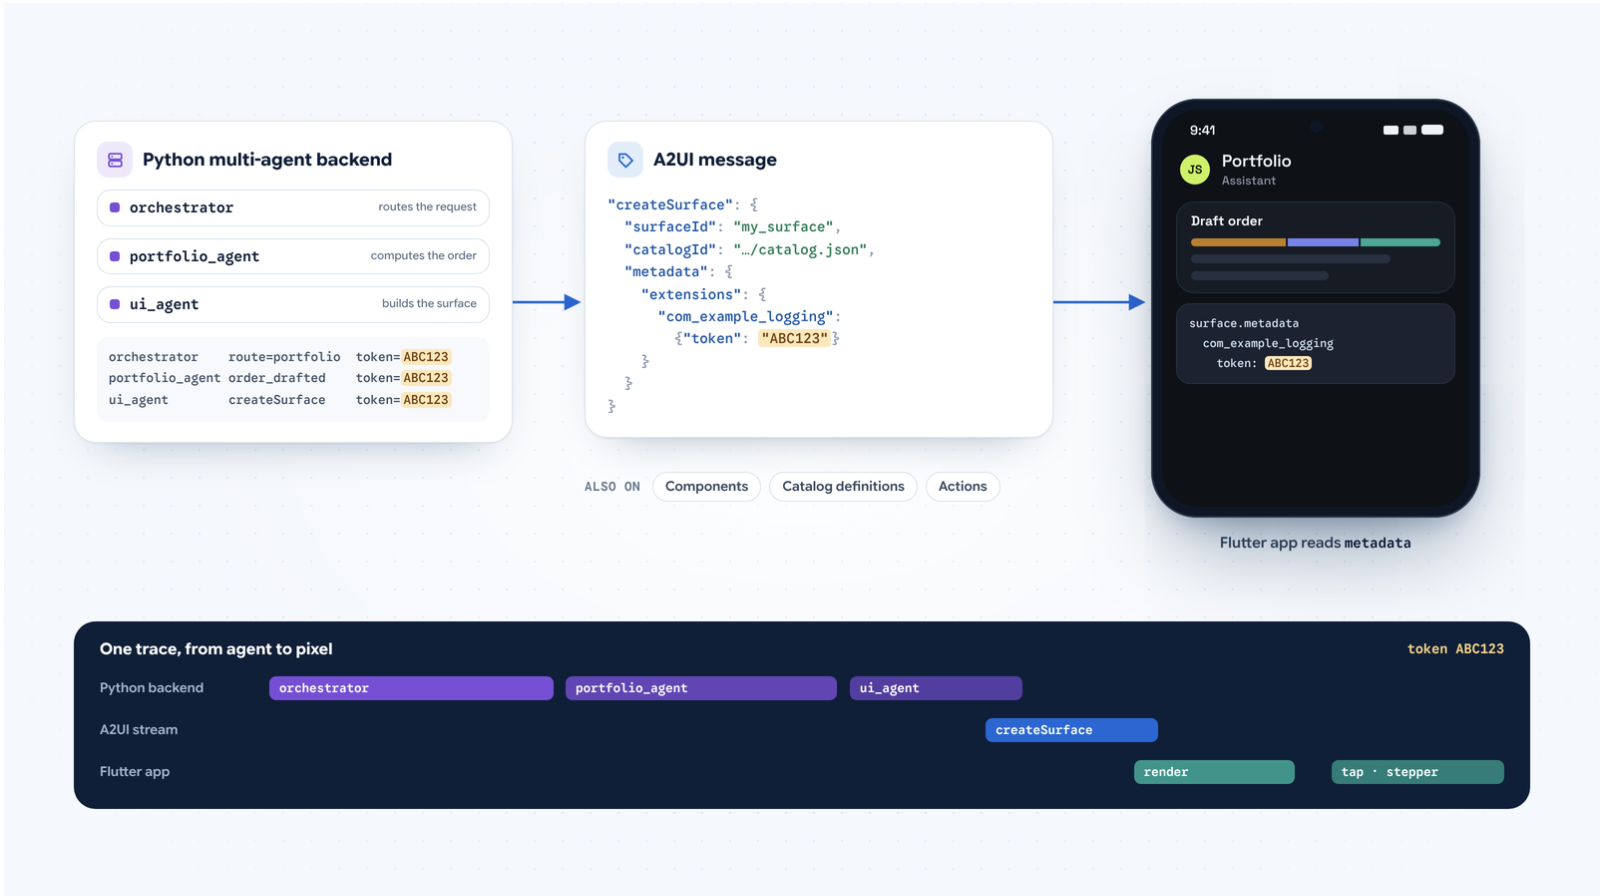 Python multi-agent backend
orchestrator routes the request
portfolio_agent computes the order
ui_agent builds the surface
orchestrator route=portfolio token=ABC123
portfolio_agent order_drafted token=ABC123
ui_agent createSurface token=ABC123
A2UI message
"createSurface": {
"surfaceId": "my_surface",
"catalogId": "…/catalog.json",
"metadata": {
"extensions": {
"com_example_logging":
{"token": "ABC123"}
}
}
}
ALSO ON Components Catalog definitions Actions
9:41
JS
Portfolio
Assistant
Draft order
surface.metadata
com_example_logging
token: ABC123
Flutter app reads metadata
One trace, from agent to pixel token ABC123
Python backend orchestrator portfolio_agent ui_agent
A2UI stream createSurface
Flutter app render tap · stepper